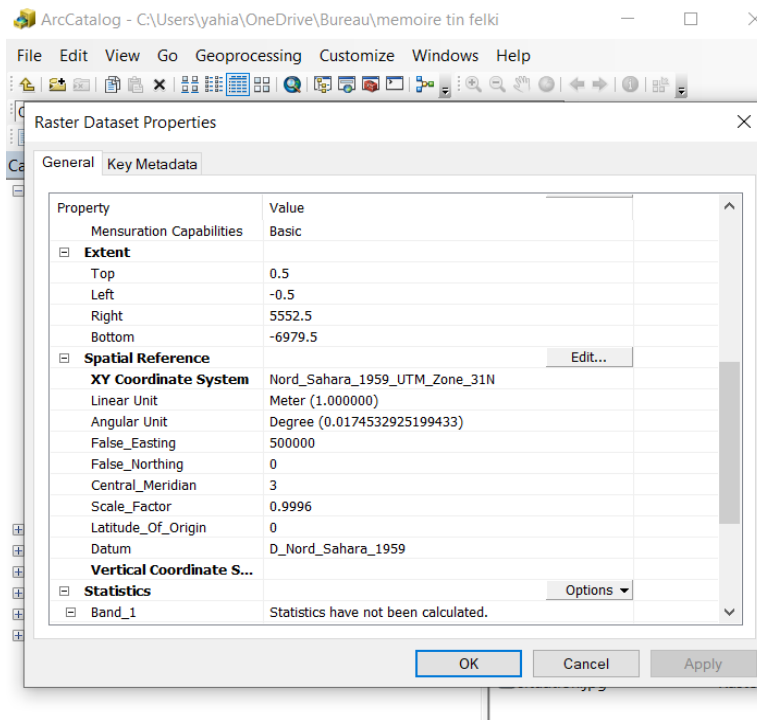 ArcCatalog - C:\Users\yahia\OneDrive\Bureau\memoire tin felki
File Edit View Go Geoprocessing Customize Windows Help
Raster Dataset Properties
General Key Metadata
Ca
Property Value
Mensuration Capabilities Basic
Extent
Top 0.5
Left -0.5
Right 5552.5
Bottom -6979.5
Spatial Reference Edit...
XY Coordinate System Nord_Sahara_1959_UTM_Zone_31N
Linear Unit Meter (1.000000)
Angular Unit Degree (0.0174532925199433)
False_Easting 500000
False_Northing 0
Central_Meridian 3
Scale_Factor 0.9996
Latitude_Of_Origin 0
Datum D_Nord_Sahara_1959
Vertical Coordinate S...
Statistics Options
Band_1 Statistics have not been calculated.
OK Cancel Apply